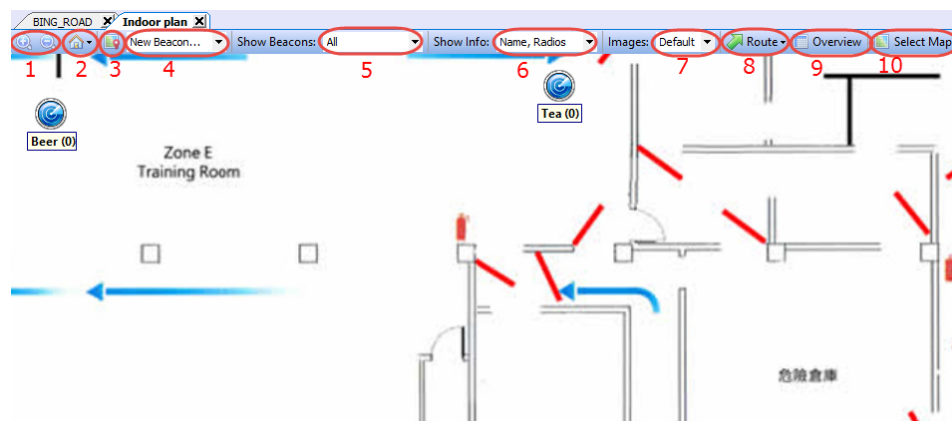 BING_ROAD
Indoor plan
New Beacon...
Show Beacons: All
Show Info: Name, Radios
Images: Default
Route
Overview
Select Map
1
2
3
4
5
6
7
8
9
10
Beer (0)
Tea (0)
Zone E
Training Room
危險倉庫